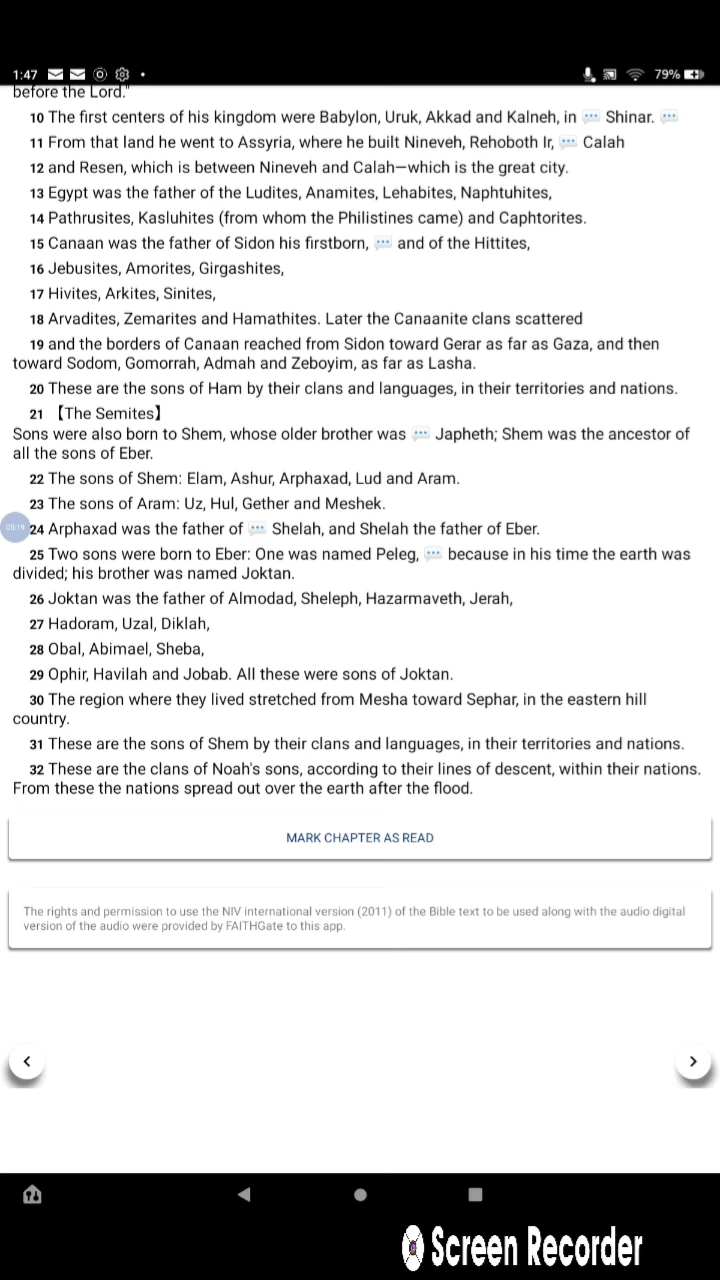 1:47
79%
before the Lord."
10 The first centers of his kingdom were Babylon, Uruk, Akkad and Kalneh, in Shinar.
11 From that land he went to Assyria, where he built Nineveh, Rehoboth Ir, Calah
12 and Resen, which is between Nineveh and Calah—which is the great city.
13 Egypt was the father of the Ludites, Anamites, Lehabites, Naphtuhites,
14 Pathrusites, Kasluhites (from whom the Philistines came) and Caphtorites.
15 Canaan was the father of Sidon his firstborn, and of the Hittites,
16 Jebusites, Amorites, Girgashites,
17 Hivites, Arkites, Sinites,
18 Arvadites, Zemarites and Hamathites. Later the Canaanite clans scattered
19 and the borders of Canaan reached from Sidon toward Gerar as far as Gaza, and then
toward Sodom, Gomorrah, Admah and Zeboyim, as far as Lasha.
20 These are the sons of Ham by their clans and languages, in their territories and nations.
21 【The Semites】
Sons were also born to Shem, whose older brother was Japheth; Shem was the ancestor of
all the sons of Eber.
22 The sons of Shem: Elam, Ashur, Arphaxad, Lud and Aram.
23 The sons of Aram: Uz, Hul, Gether and Meshek.
05:19
24 Arphaxad was the father of Shelah, and Shelah the father of Eber.
25 Two sons were born to Eber: One was named Peleg, because in his time the earth was
divided; his brother was named Joktan.
26 Joktan was the father of Almodad, Sheleph, Hazarmaveth, Jerah,
27 Hadoram, Uzal, Diklah,
28 Obal, Abimael, Sheba,
29 Ophir, Havilah and Jobab. All these were sons of Joktan.
30 The region where they lived stretched from Mesha toward Sephar, in the eastern hill
country.
31 These are the sons of Shem by their clans and languages, in their territories and nations.
32 These are the clans of Noah's sons, according to their lines of descent, within their nations.
From these the nations spread out over the earth after the flood.
MARK CHAPTER AS READ
The rights and permission to use the NIV international version (2011) of the Bible text to be used along with the audio digital
version of the audio were provided by FAITHGate to this app.
Screen Recorder